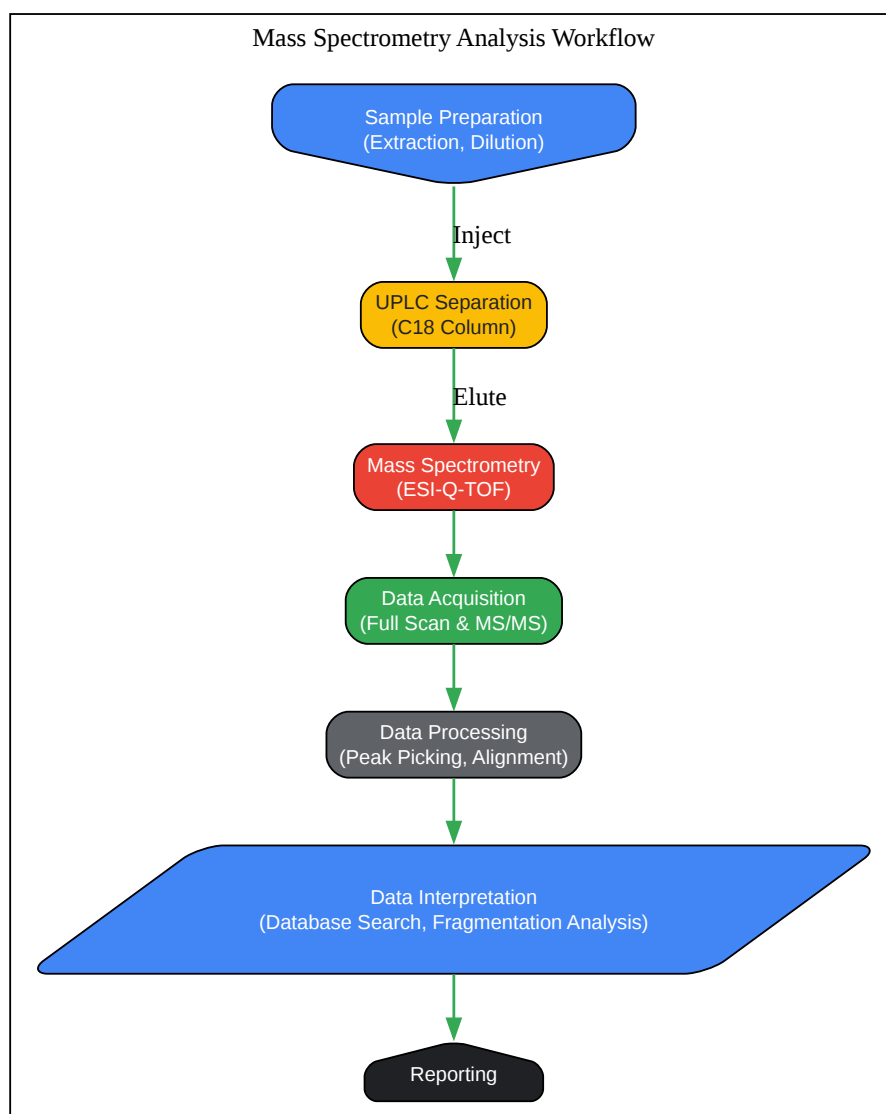 Mass Spectrometry Analysis Workflow
Sample Preparation
(Extraction, Dilution)
Inject
UPLC Separation
(C18 Column)
Elute
Mass Spectrometry
(ESI-Q-TOF)
Data Acquisition
(Full Scan & MS/MS)
Data Processing
(Peak Picking, Alignment)
Data Interpretation
(Database Search, Fragmentation Analysis)
Reporting